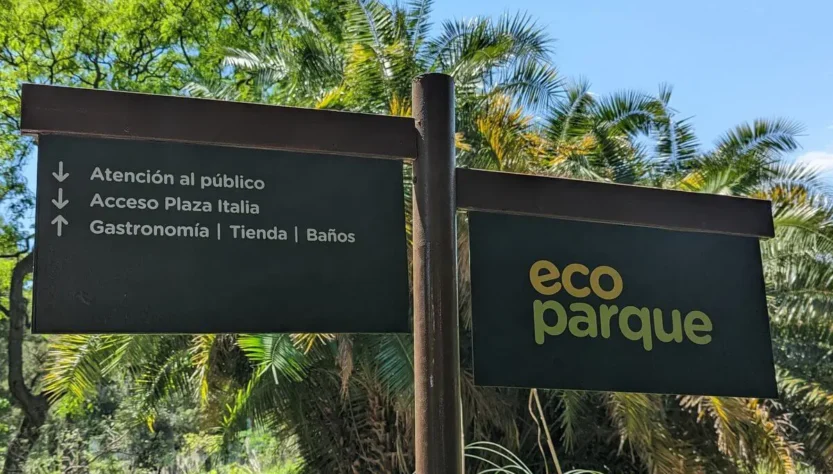 ↓ Atención al público
↓ Acceso Plaza Italia
↑ Gastronomía | Tienda | Baños
eco
parque